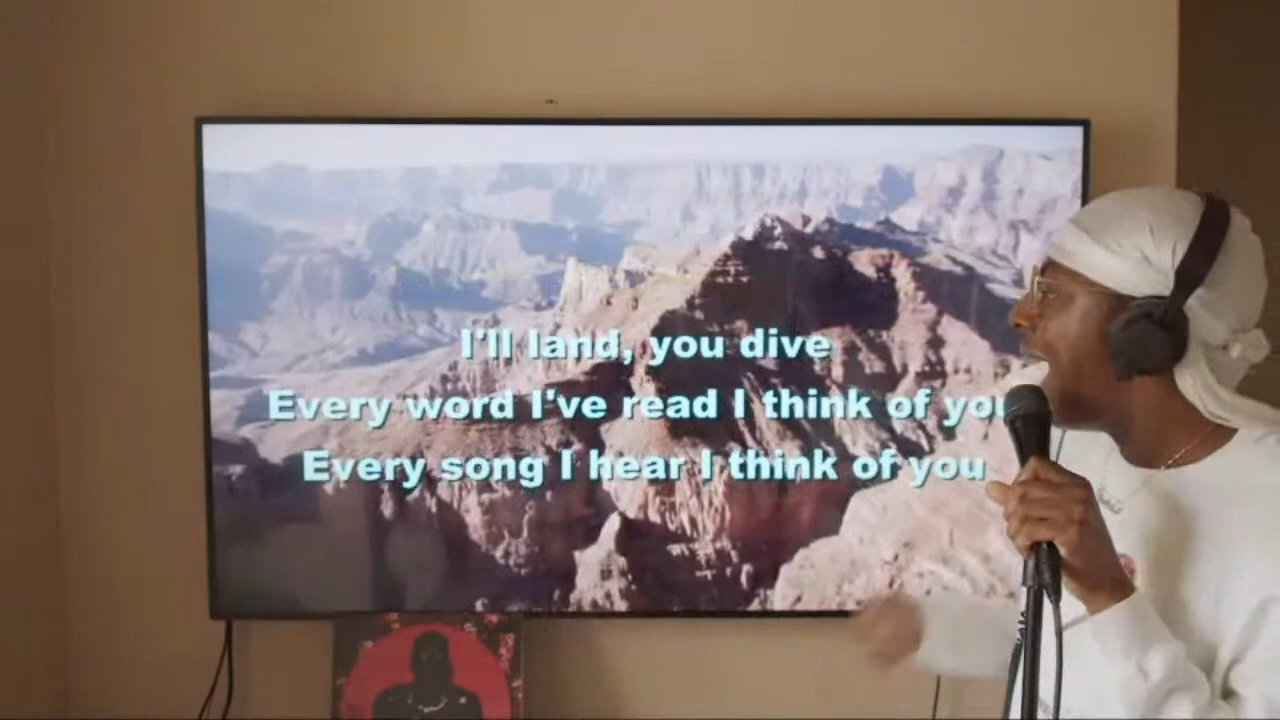 I'll land, you dive
Every word I've read I think of you
Every song I hear I think of you